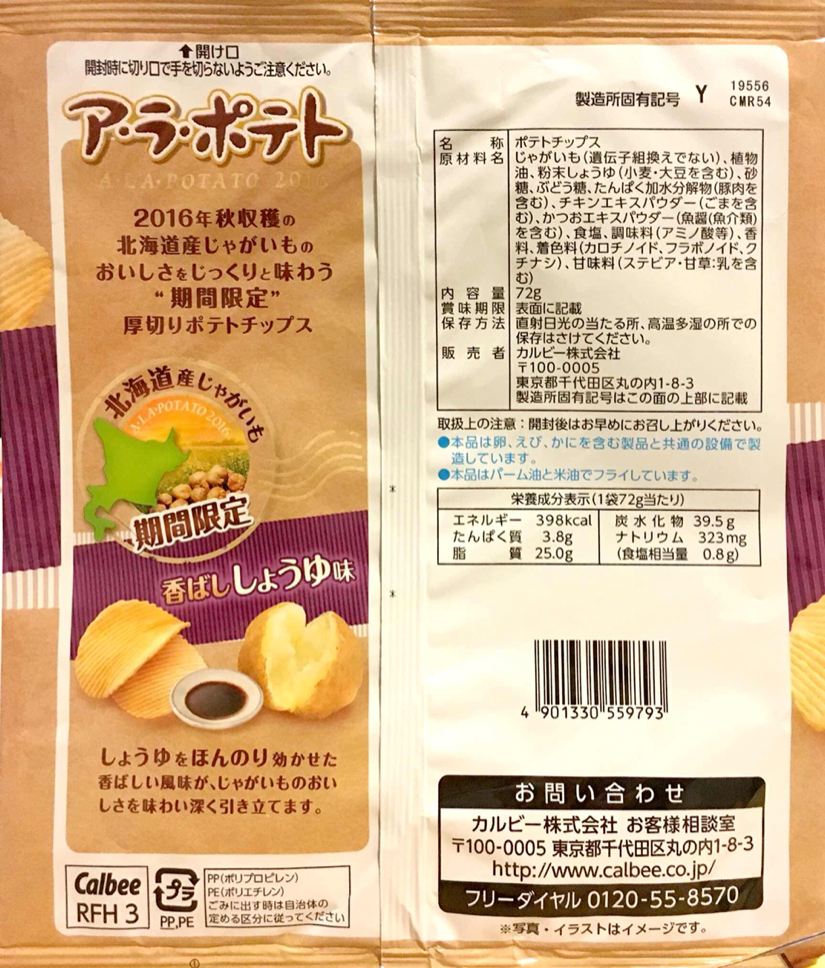 ⬆開け口
開封時に切り口で手を切らないようご注意ください。
ア・ラ・ポテト
A LA・POTATO 2016
2016年秋収穫の
北海道産じゃがいもの
おいしさをじっくりと味わう
“期間限定”
厚切りポテトチップス
北海道産じゃがいも
A・LA・POTATO 2016
期間限定
香ばししょうゆ味
しょうゆをほんのり効かせた
香ばしい風味が、じゃがいものおい
しさを味わい深く引き立てます。
Calbee
RFH 3
プラ
PP,PE
PP(ポリプロピレン)
PE(ポリエチレン)
ごみに出す時は自治体の
定める区分に従ってください
製造所固有記号 Y 19556
CMR54
名称 ポテトチップス
原材料名 じゃがいも(遺伝子組換えでない)、植物
油、粉末しょうゆ(小麦・大豆を含む)、砂
糖、ぶどう糖、たんぱく加水分解物(豚肉を
含む)、チキンエキスパウダー(ごまを含
む)、かつおエキスパウダー(魚醤(魚介類)
を含む)、食塩、調味料(アミノ酸等)、香
料、着色料(カロチノイド、フラボノイド、ク
チナシ)、甘味料(ステビア・甘草:乳を含
む)
内容量 72g
賞味期限 表面に記載
保存方法 直射日光の当たる所、高温多湿の所での
保存はさけてください。
販売者 カルビー株式会社
〒100-0005
東京都千代田区丸の内1-8-3
製造所固有記号はこの面の上部に記載
取扱上の注意:開封後はお早めにお召し上がりください。
●本品は卵、えび、かにを含む製品と共通の設備で製
造しています。
●本品はパーム油と米油でフライしています。
栄養成分表示(1袋72g当たり)
エネルギー 398kcal 炭水化物 39.5g
たんぱく質 3.8g ナトリウム 323mg
脂質 25.0g (食塩相当量 0.8g)
4 901330 559793
お問い合わせ
カルビー株式会社 お客様相談室
〒100-0005 東京都千代田区丸の内1-8-3
http://www.calbee.co.jp/
フリーダイヤル 0120-55-8570
※写真・イラストはイメージです。
①